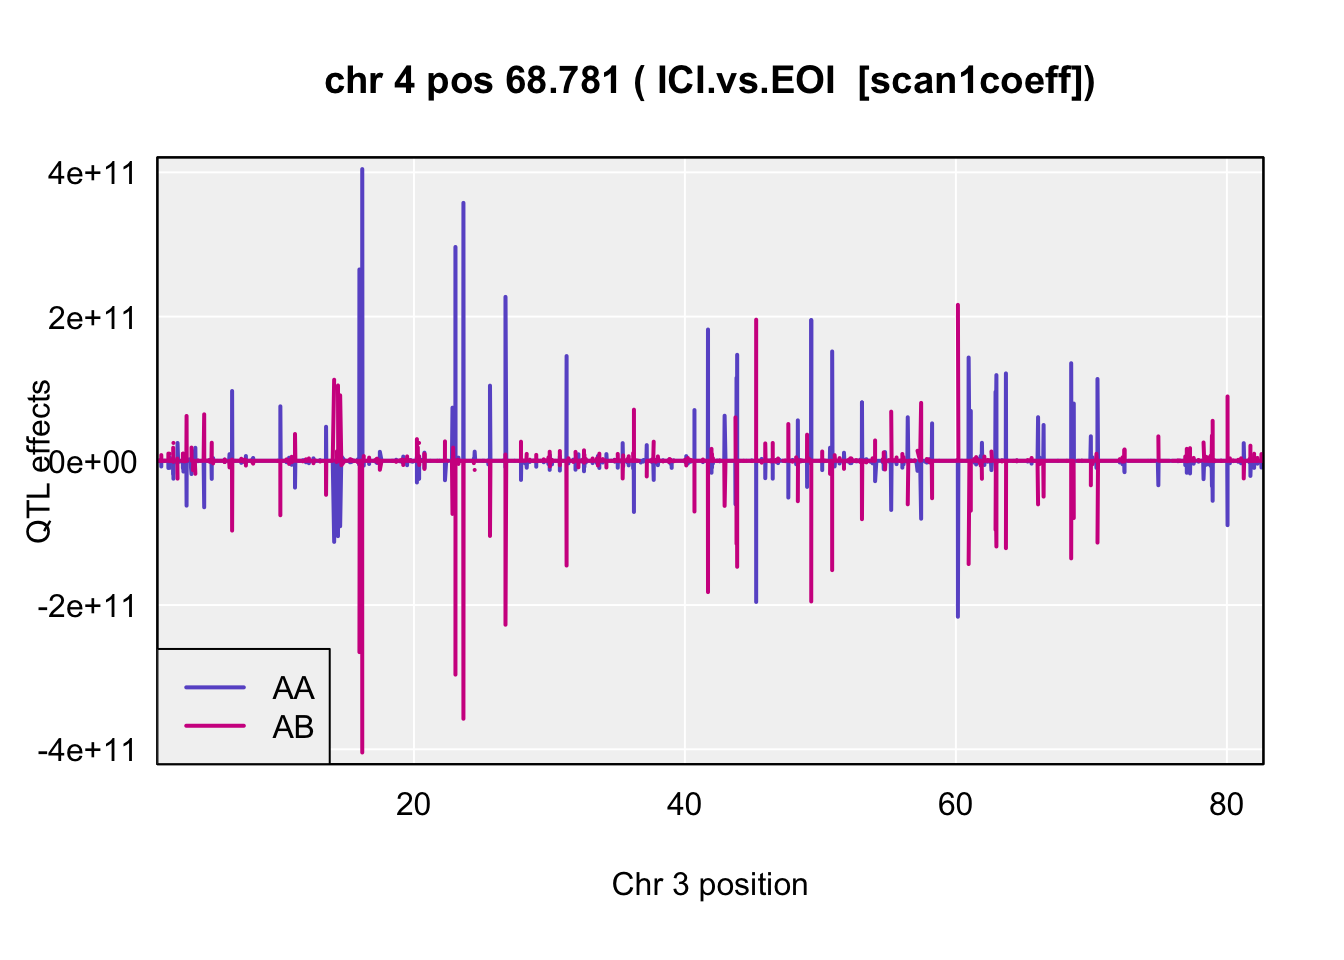 chr 4 pos 68.781 ( ICI.vs.EOI  [scan1coeff])
QTL effects
4e+11
2e+11
0e+00
-2e+11
-4e+11
AA
AB
20 40 60 80
Chr 3 position